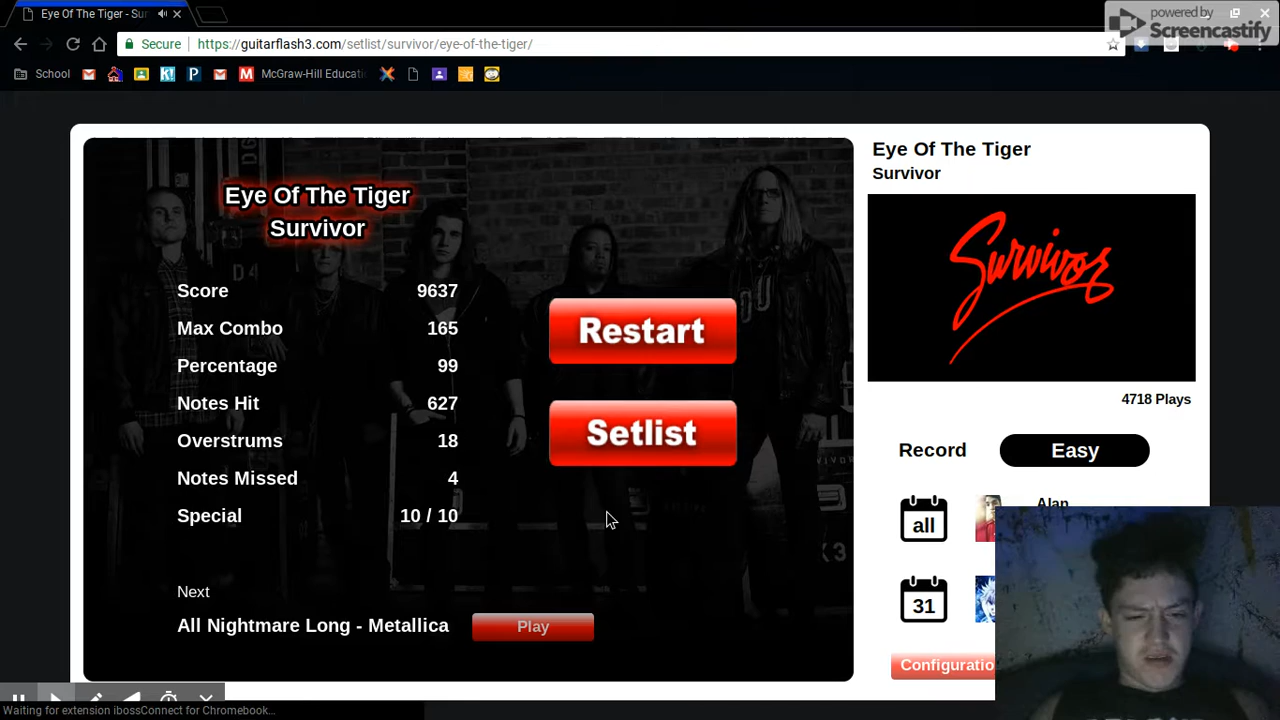 Eye Of The Tiger - Sur
powered by
Screencastify
Secure
https://guitarflash3.com/setlist/survivor/eye-of-the-tiger/
School
McGraw-Hill Educati
Eye Of The Tiger
Survivor
Score 9637
Max Combo 165
Percentage 99
Notes Hit 627
Overstrums 18
Notes Missed 4
Special 10 / 10
Restart
Setlist
Next
All Nightmare Long - Metallica
Play
Eye Of The Tiger
Survivor
Survivor
4718 Plays
Record Easy
all
Alan
31
Configuratio
Waiting for extension ibossConnect for Chromebook...